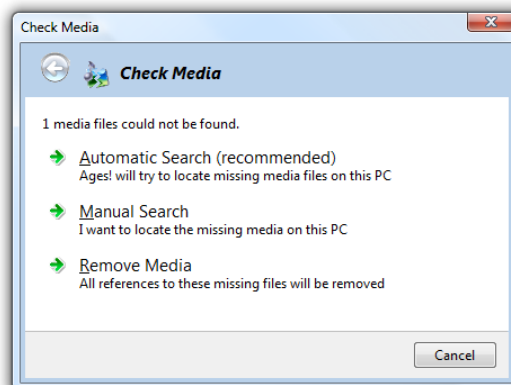 Check Media
Check Media
1 media files could not be found.
Automatic Search (recommended)
Ages! will try to locate missing media files on this PC
Manual Search
I want to locate the missing media on this PC
Remove Media
All references to these missing files will be removed
Cancel